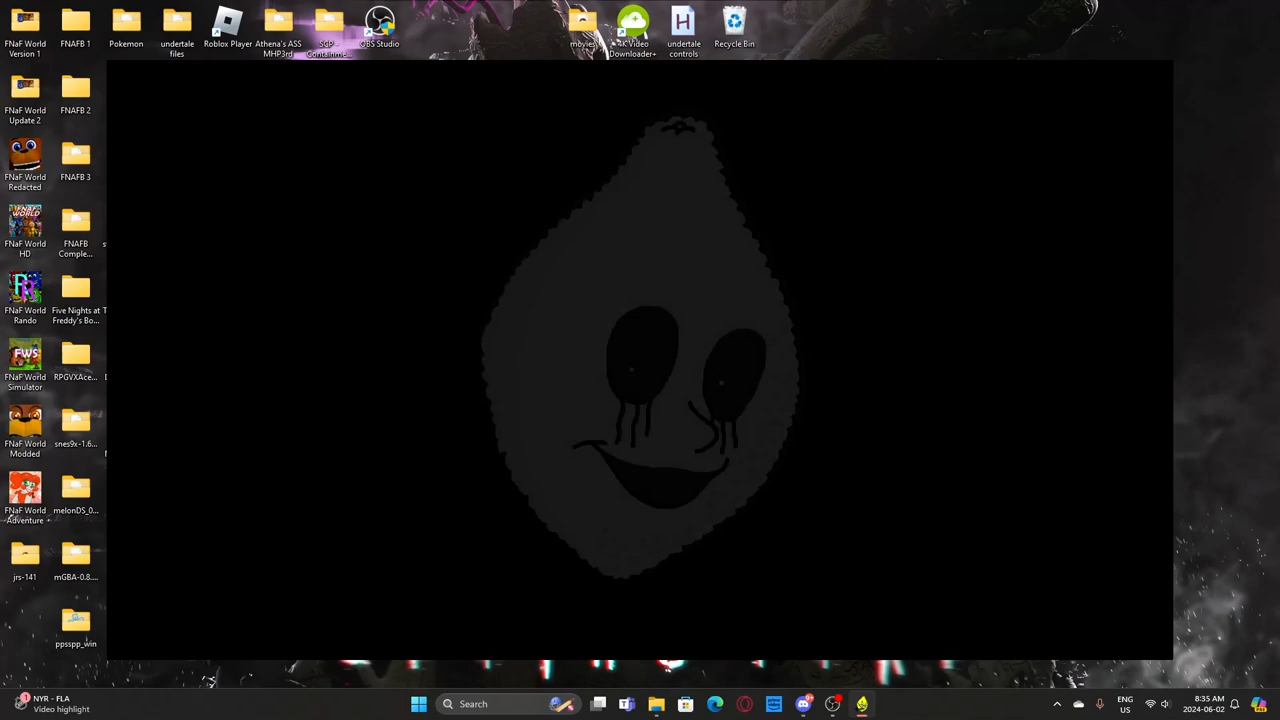 FNaF World
Version 1
FNAFB 1
Pokemon
undertale
files
Roblox Player
Athena's ASS
MHP3rd
SCP -
Containme...
OBS Studio
movies
4K Video
Downloader+
undertale
controls
Recycle Bin
FNaF World
Update 2
FNAFB 2
FNaF World
Redacted
FNAFB 3
FNaF World
HD
FNAFB
Comple...
FNaF World
Rando
Five Nights at
Freddy's Bo...
FNaF World
Simulator
RPGVXAce...
FNaF World
Modded
snes9x-1.6...
FNaF World
Adventure
melonDS_0...
jrs-141
mGBA-0.8....
ppsspp_win
1
NYR - FLA
Video highlight
Search
ENG
US
8:35 AM
2024-06-02